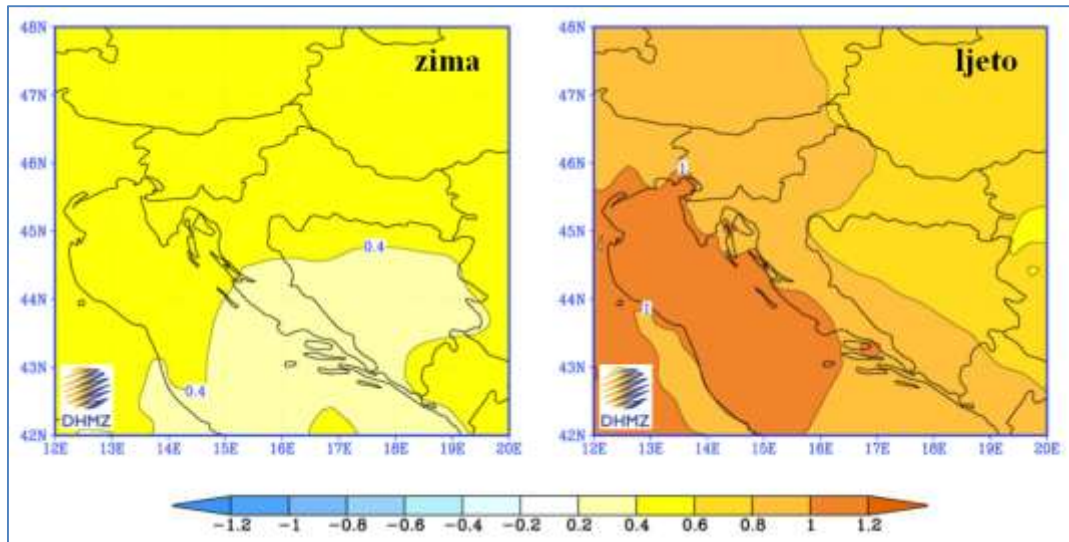 48N
47N
46N
45N
44N
43N
42N
12E 13E 14E 15E 16E 17E 18E 19E 20E
zima
0.4
0.4
DHMZ
48N
47N
46N
45N
44N
43N
42N
12E 13E 14E 15E 16E 17E 18E 19E 20E
ljeto
1
1
DHMZ
-1.2 -1 -0.8 -0.6 -0.4 -0.2 0.2 0.4 0.6 0.8 1 1.2